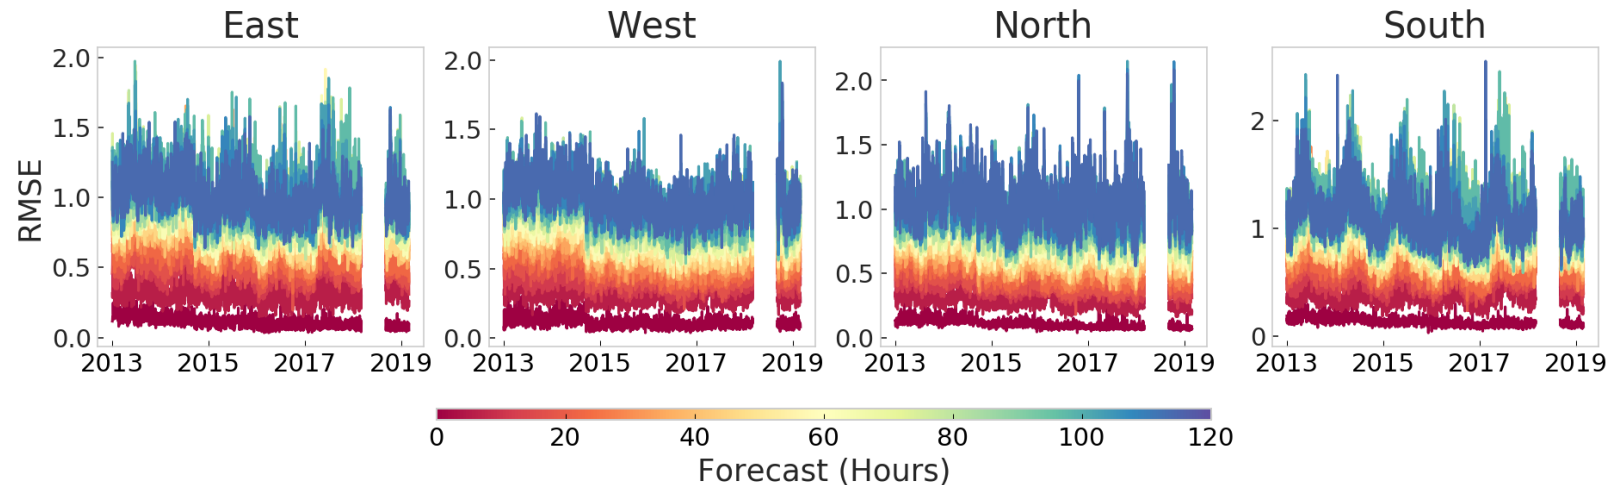 East West North South
2.0 2.0 2.0 2
1.5 1.5 1.5
1.0 1.0 1.0 1
0.5 0.5 0.5
0.0 0.0 0.0 0
RMSE
2013 2015 2017 2019 2013 2015 2017 2019 2013 2015 2017 2019 2013 2015 2017 2019
0 20 40 60 80 100 120
Forecast (Hours)